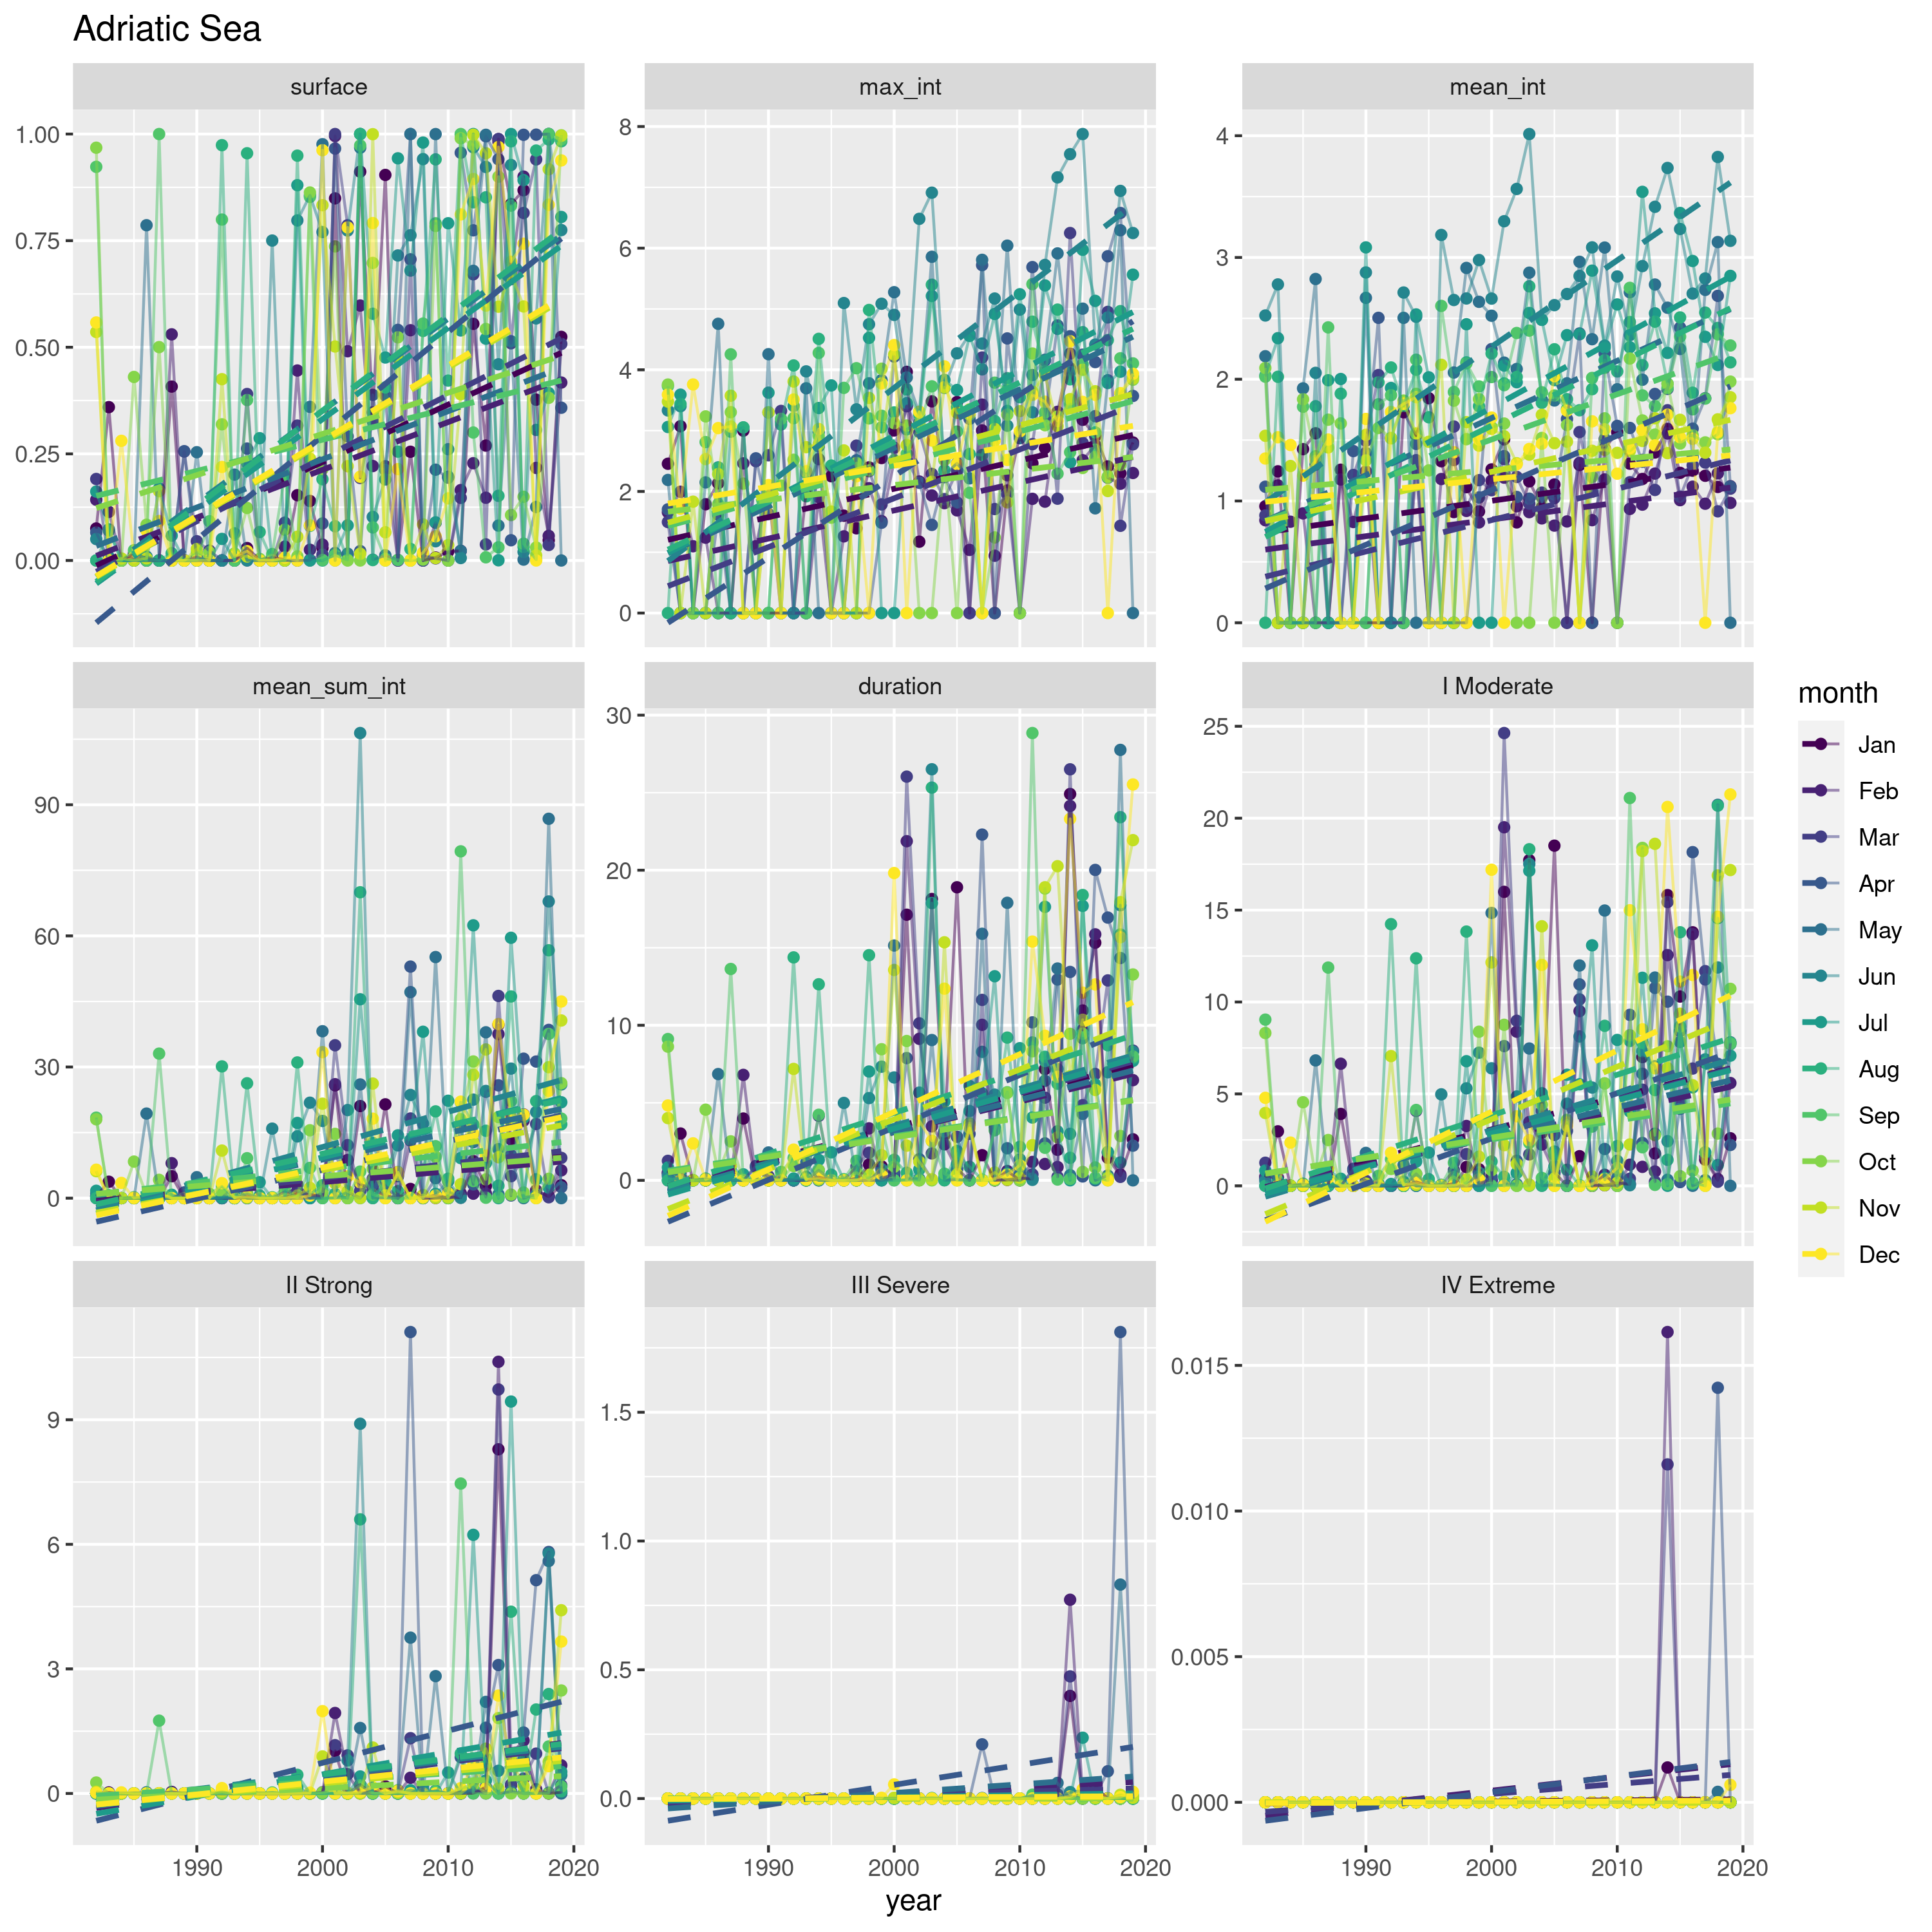 Adriatic Sea
surface
max_int
mean_int
1.00
0.75
0.50
0.25
0.00
8
6
4
2
0
4
3
2
1
0
mean_sum_int
duration
I Moderate
90
60
30
0
30
20
10
0
25
20
15
10
5
0
II Strong
III Severe
IV Extreme
9
6
3
0
1.5
1.0
0.5
0.0
0.015
0.010
0.005
0.000
1990 2000 2010 2020
1990 2000 2010 2020
1990 2000 2010 2020
year
month
Jan
Feb
Mar
Apr
May
Jun
Jul
Aug
Sep
Oct
Nov
Dec